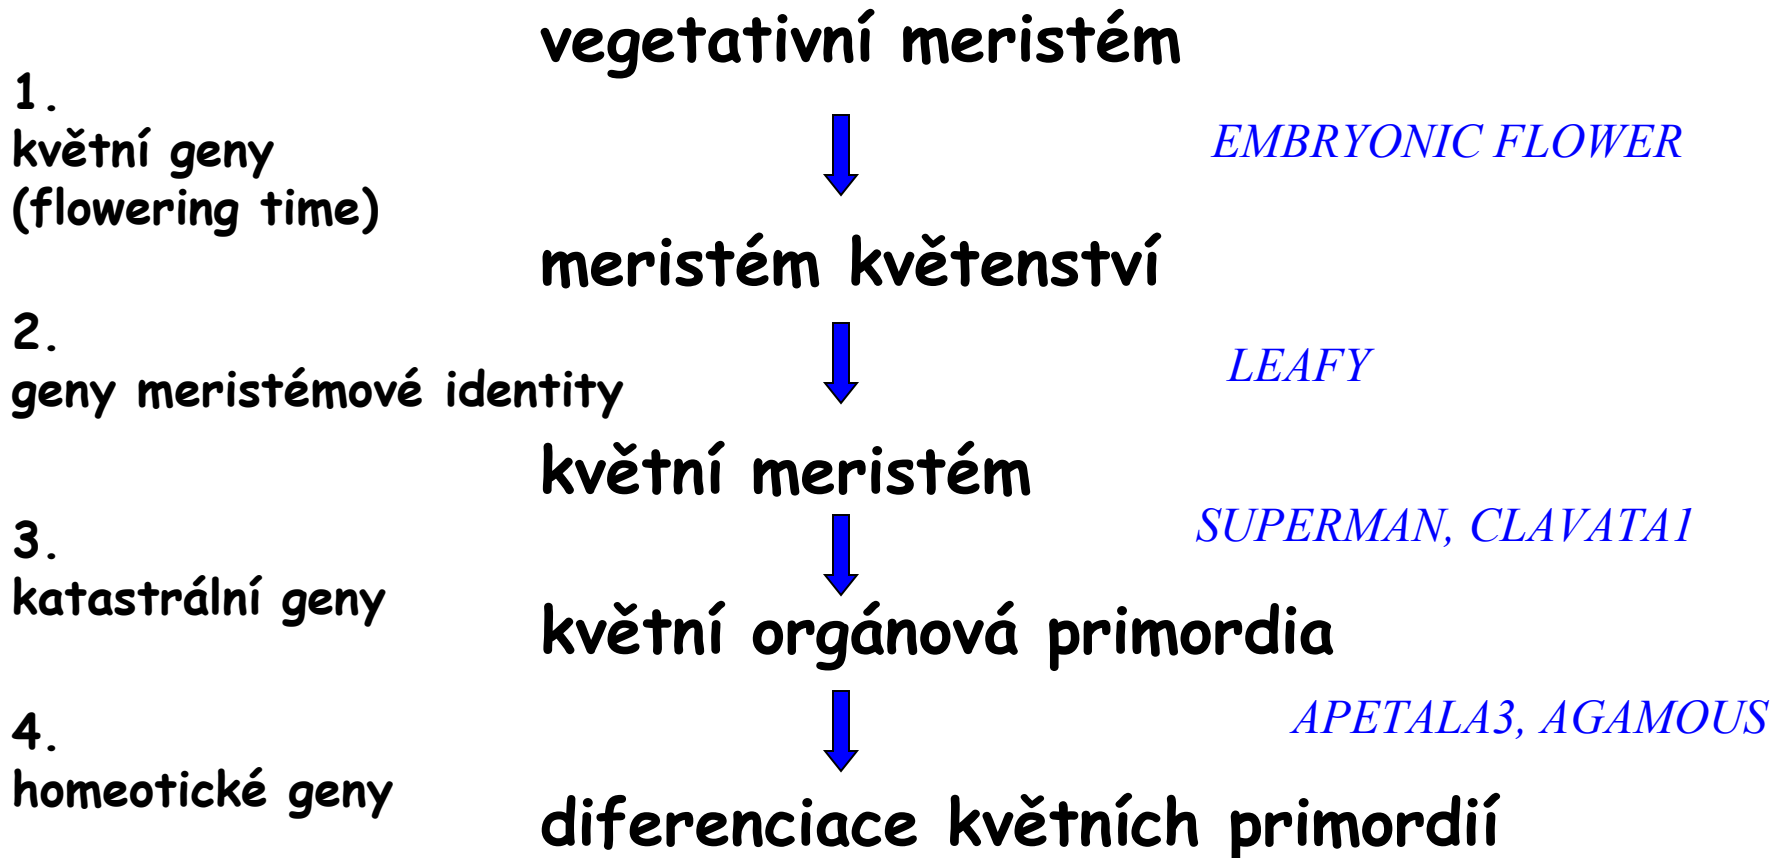 vegetativní meristém
1.
květní geny
(flowering time)
EMBRYONIC FLOWER
meristém květenství
2.
geny meristémové identity
LEAFY
květní meristém
3.
katastrální geny
SUPERMAN, CLAVATA1
květní orgánová primordia
4.
homeotické geny
APETALA3, AGAMOUS
diferenciace květních primordií